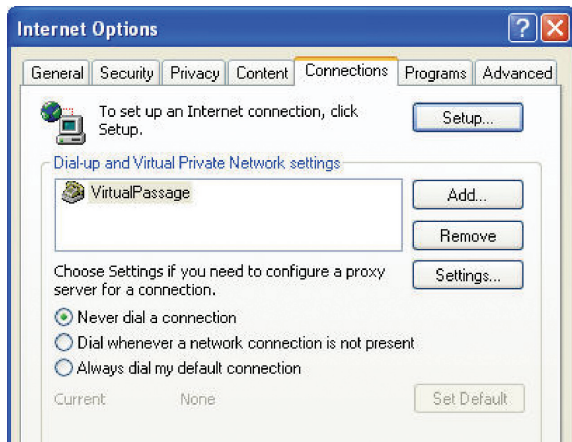 Internet Options
General Security Privacy Content Connections Programs Advanced
To set up an Internet connection, click
Setup.
Setup...
Dial-up and Virtual Private Network settings
VirtualPassage
Add...
Remove
Choose Settings if you need to configure a proxy
server for a connection.
Settings...
Never dial a connection
Dial whenever a network connection is not present
Always dial my default connection
Current None Set Default